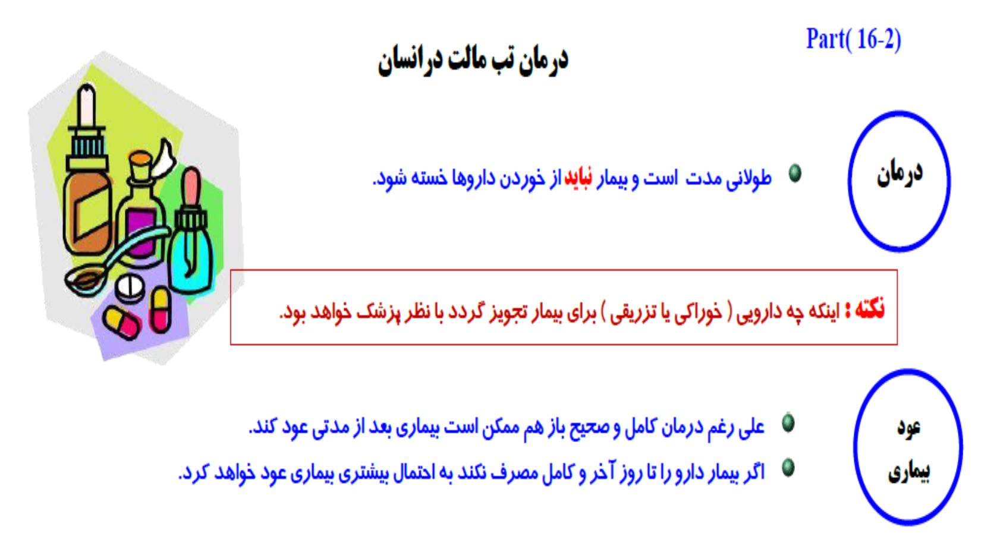 Part( 16-2)
درمان تب مالت در انسان
درمان
طولانی مدت است و بیمار نباید از خوردن داروها خسته شود.
نکته : اینکه چه دارویی ( خوراکی یا تزریقی ) برای بیمار تجویز گردد با نظر پزشک خواهد بود.
عود
بیماری
علی رغم درمان کامل و صحیح باز هم ممکن است بیماری بعد از مدتی عود کند.
اگر بیمار دارو را تا روز آخر و کامل مصرف نکند به احتمال بیشتری بیماری عود خواهد کرد.